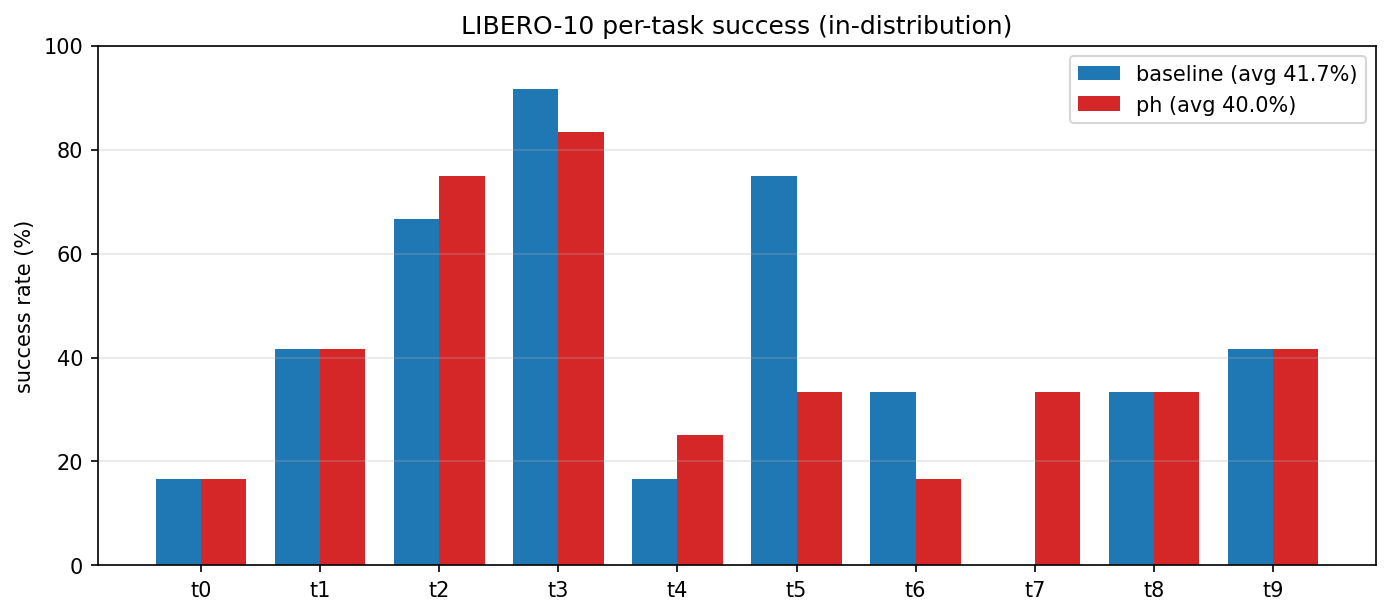 LIBERO-10 per-task success (in-distribution)
baseline (avg 41.7%)
ph (avg 40.0%)
success rate (%)
100
80
60
40
20
0
t0 t1 t2 t3 t4 t5 t6 t7 t8 t9